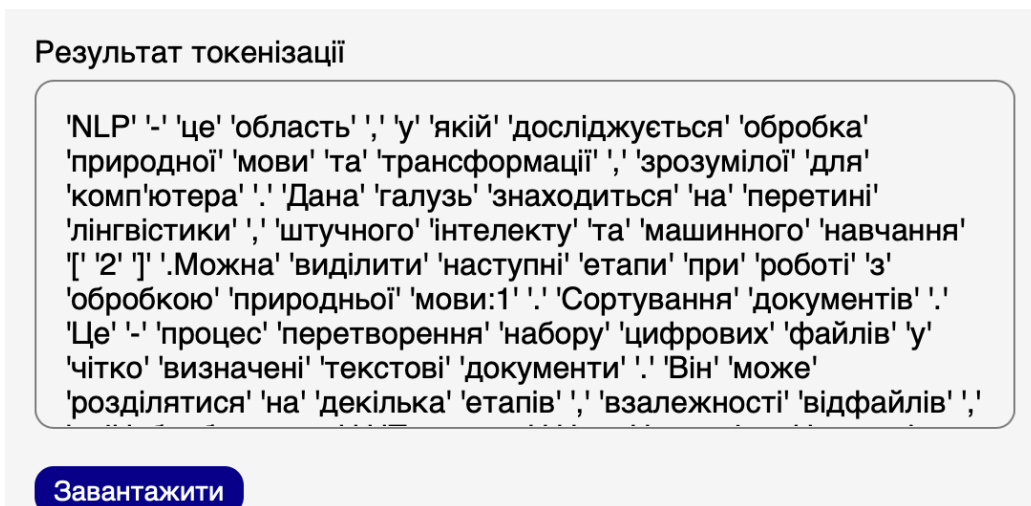 Результат токенізації
'NLP' '-' 'це' 'область' ',' 'у' 'якій' 'досліджується' 'обробка'
'природної' 'мови' 'та' 'трансформації' ',' 'зрозумілої' 'для'
'комп'ютера' '.' 'Дана' 'галузь' 'знаходиться' 'на' 'перетині'
'лінгвістики' ',' 'штучного' 'інтелекту' 'та' 'машинного' 'навчання'
'[' '2' ']' '.Можна' 'виділити' 'наступні' 'етапи' 'при' 'роботі' 'з'
'обробкою' 'природньої' 'мови:1' '.' 'Сортування' 'документів' '.'
'Це' '-' 'процес' 'перетворення' 'набору' 'цифрових' 'файлів' 'у'
'чітко' 'визначені' 'текстові' 'документи' '.' 'Він' 'може'
'розділятися' 'на' 'декілька' 'етапів' ',' 'взалежності' 'відфайлів' ','
Завантажити